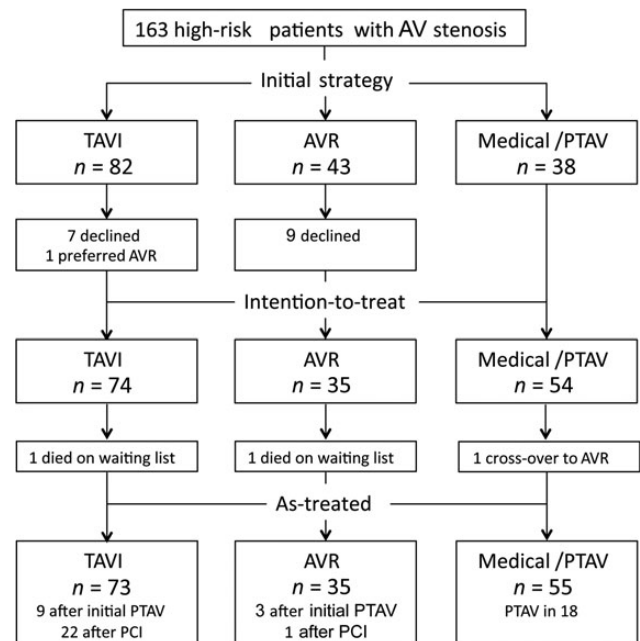 163 high-risk patients with AV stenosis
Initial strategy
TAVI
n = 82
AVR
n = 43
Medical /PTAV
n = 38
7 declined
1 preferred AVR
9 declined
Intention-to-treat
TAVI
n = 74
AVR
n = 35
Medical /PTAV
n = 54
1 died on waiting list
1 died on waiting list
1 cross-over to AVR
As-treated
TAVI
n = 73
9 after initial PTAV
22 after PCI
AVR
n = 35
3 after initial PTAV
1 after PCI
Medical /PTAV
n = 55
PTAV in 18